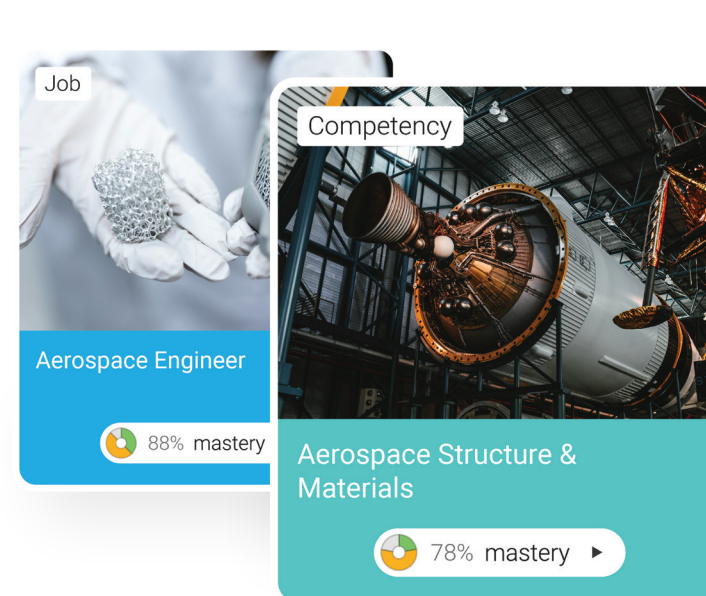 Job
Aerospace Engineer
88% mastery
Competency
Aerospace Structure &
Materials
78% mastery